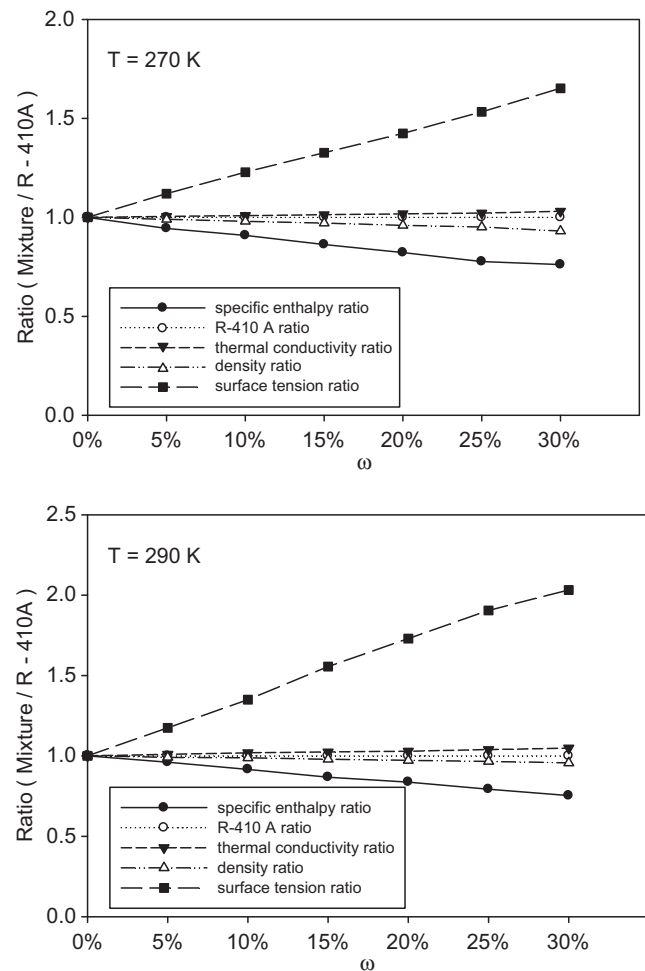 2.0
T = 270 K
1.5
Ratio ( Mixture / R - 410A)
1.0
0.5
specific enthalpy ratio
R-410 A ratio
thermal conductivity ratio
density ratio
surface tension ratio
0.0
0% 5% 10% 15% 20% 25% 30%
ω
2.5
T = 290 K
2.0
1.5
Ratio ( Mixture / R - 410A)
1.0
0.5
specific enthalpy ratio
R-410 A ratio
thermal conductivity ratio
density ratio
surface tension ratio
0.0
0% 5% 10% 15% 20% 25% 30%
ω